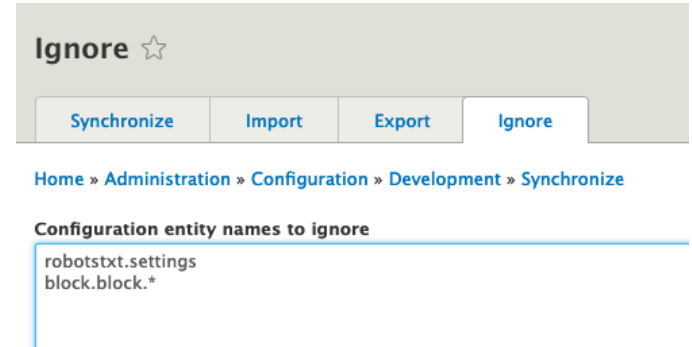 Ignore
Synchronize Import Export Ignore
Home » Administration » Configuration » Development » Synchronize
Configuration entity names to ignore
robotstxt.settings
block.block.*